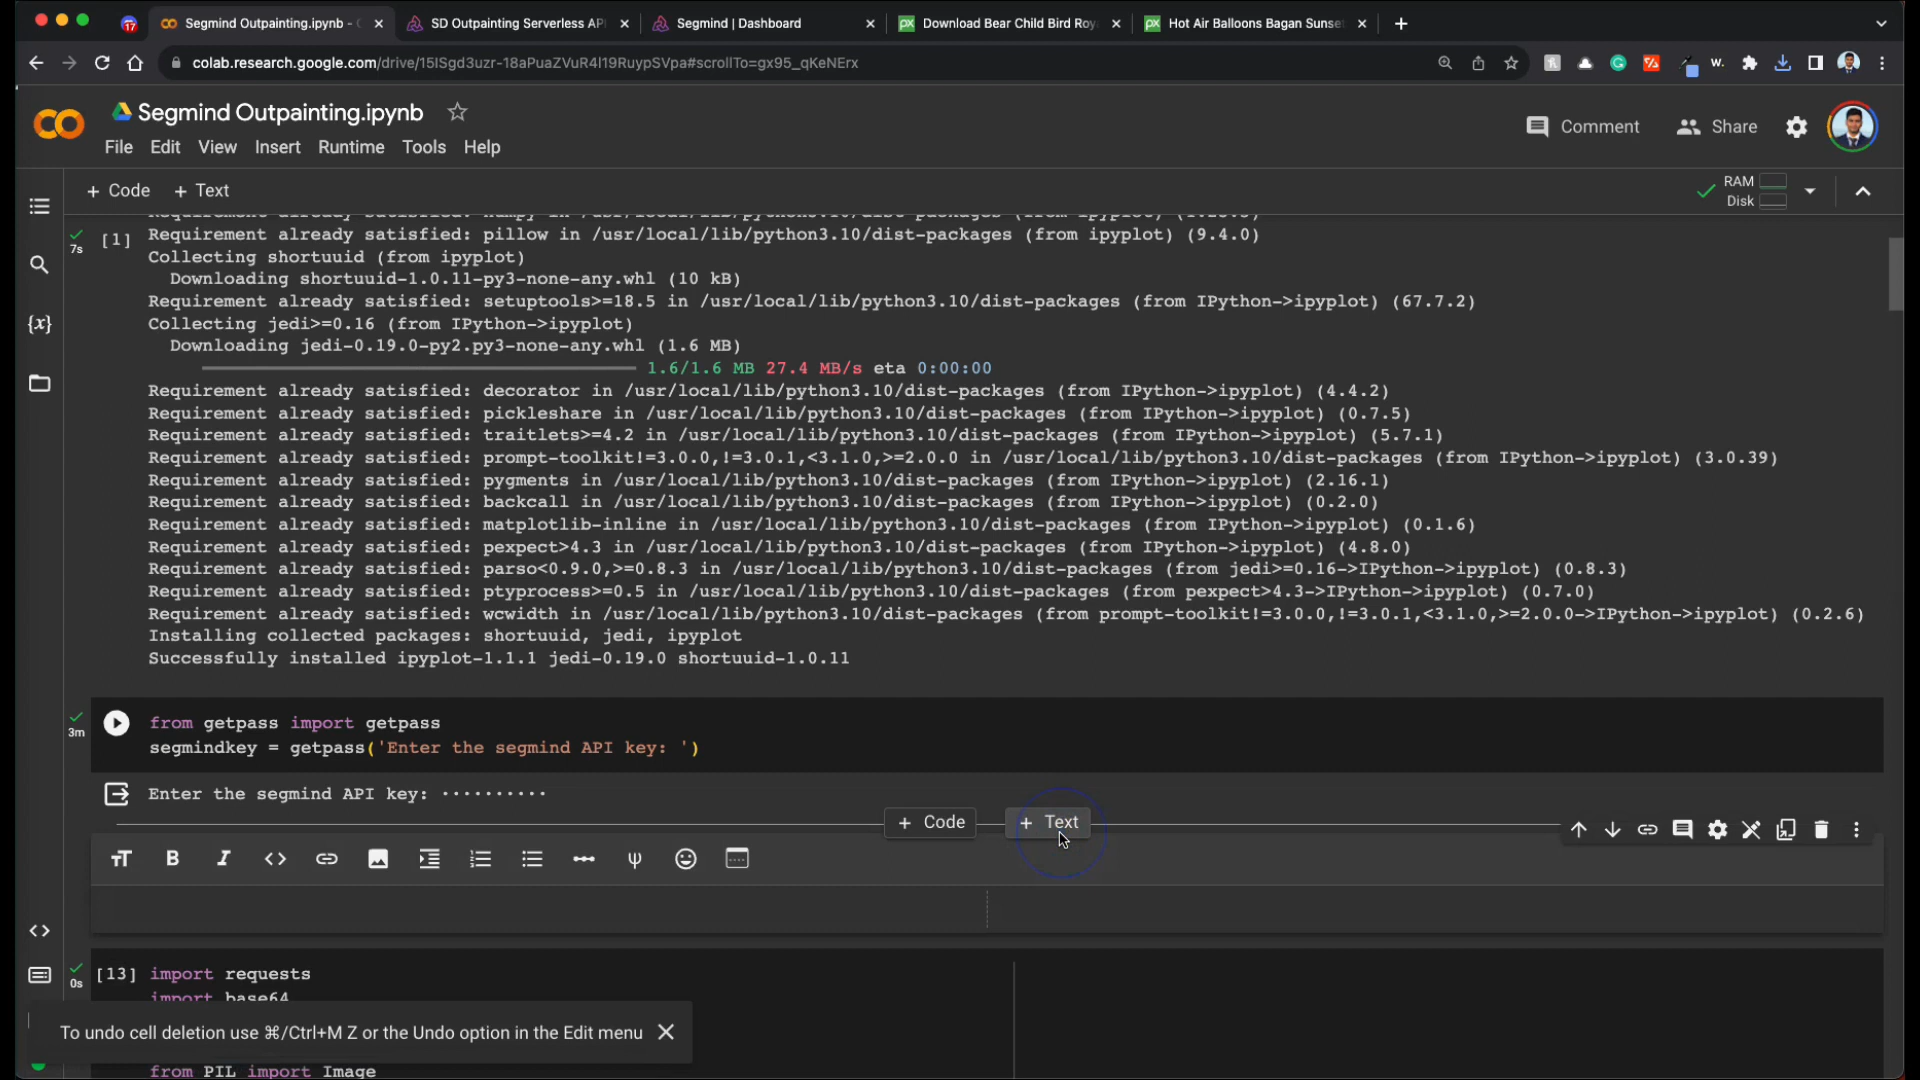 17
Segmind Outpainting.ipynb -
SD Outpainting Serverless API
Segmind | Dashboard
Download Bear Child Bird Roy
Hot Air Balloons Bagan Sunset
colab.research.google.com/drive/15ISgd3uzr-18aPuaZVuR4I19RuypSVpa#scrollTo=gx95_qKeNErx
Segmind Outpainting.ipynb
Comment
Share
File Edit View Insert Runtime Tools Help
+ Code + Text
RAM
Disk
Requirement already satisfied: numpy in /usr/local/lib/python3.10/dist-packages (from ipyplot)
7s
[1]
Requirement already satisfied: pillow in /usr/local/lib/python3.10/dist-packages (from ipyplot) (9.4.0)
Collecting shortuuid (from ipyplot)
Downloading shortuuid-1.0.11-py3-none-any.whl (10 kB)
Requirement already satisfied: setuptools>=18.5 in /usr/local/lib/python3.10/dist-packages (from IPython->ipyplot) (67.7.2)
Collecting jedi>=0.16 (from IPython->ipyplot)
Downloading jedi-0.19.0-py2.py3-none-any.whl (1.6 MB)
1.6/1.6 MB 27.4 MB/s eta 0:00:00
Requirement already satisfied: decorator in /usr/local/lib/python3.10/dist-packages (from IPython->ipyplot) (4.4.2)
Requirement already satisfied: pickleshare in /usr/local/lib/python3.10/dist-packages (from IPython->ipyplot) (0.7.5)
Requirement already satisfied: traitlets>=4.2 in /usr/local/lib/python3.10/dist-packages (from IPython->ipyplot) (5.7.1)
Requirement already satisfied: prompt-toolkit!=3.0.0,!=3.0.1,<3.1.0,>=2.0.0 in /usr/local/lib/python3.10/dist-packages (from IPython->ipyplot) (3.0.39)
Requirement already satisfied: pygments in /usr/local/lib/python3.10/dist-packages (from IPython->ipyplot) (2.16.1)
Requirement already satisfied: backcall in /usr/local/lib/python3.10/dist-packages (from IPython->ipyplot) (0.2.0)
Requirement already satisfied: matplotlib-inline in /usr/local/lib/python3.10/dist-packages (from IPython->ipyplot) (0.1.6)
Requirement already satisfied: pexpect>4.3 in /usr/local/lib/python3.10/dist-packages (from IPython->ipyplot) (4.8.0)
Requirement already satisfied: parso<0.9.0,>=0.8.3 in /usr/local/lib/python3.10/dist-packages (from jedi>=0.16->IPython->ipyplot) (0.8.3)
Requirement already satisfied: ptyprocess>=0.5 in /usr/local/lib/python3.10/dist-packages (from pexpect>4.3->IPython->ipyplot) (0.7.0)
Requirement already satisfied: wcwidth in /usr/local/lib/python3.10/dist-packages (from prompt-toolkit!=3.0.0,!=3.0.1,<3.1.0,>=2.0.0->IPython->ipyplot) (0.2.6)
Installing collected packages: shortuuid, jedi, ipyplot
Successfully installed ipyplot-1.1.1 jedi-0.19.0 shortuuid-1.0.11
3m
from getpass import getpass
segmindkey = getpass('Enter the segmind API key: ')
Enter the segmind API key: ··········
+ Code + Text
[13]
0s
import requests
import base64
To undo cell deletion use ⌘/Ctrl+M Z or the Undo option in the Edit menu
from PIL import Image